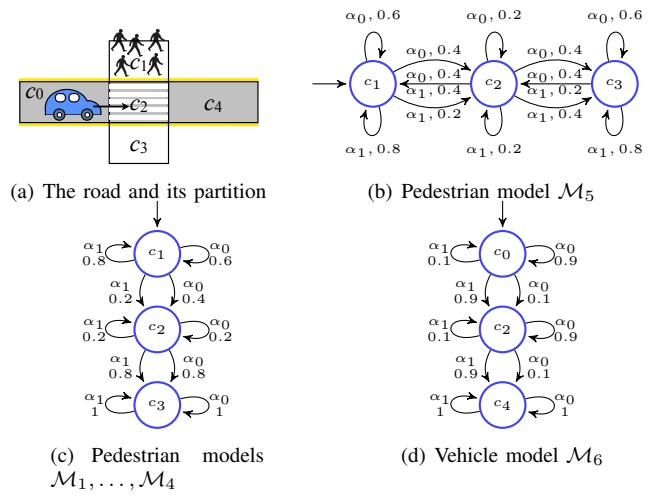 c₁
c₀
c₂
c₄
c₃
(a) The road and its partition
α₀, 0.6
α₀, 0.2
α₀, 0.6
α₀, 0.4
α₀, 0.4
c₁
α₀, 0.4
c₂
α₀, 0.4
c₃
α₁, 0.4
α₁, 0.2
α₁, 0.2
α₁, 0.4
α₁, 0.8
α₁, 0.2
α₁, 0.8
(b) Pedestrian model ℳ₅
α₁
0.8
c₁
α₀
0.6
α₁
0.2
α₀
0.4
α₁
0.2
c₂
α₀
0.2
α₁
0.8
α₀
0.8
α₁
1
c₃
α₀
1
(c) Pedestrian models
ℳ₁, . . . , ℳ₄
α₁
0.1
c₀
α₀
0.9
α₁
0.9
α₀
0.1
α₁
0.1
c₂
α₀
0.9
α₁
0.9
α₀
0.1
α₁
1
c₄
α₀
1
(d) Vehicle model ℳ₆